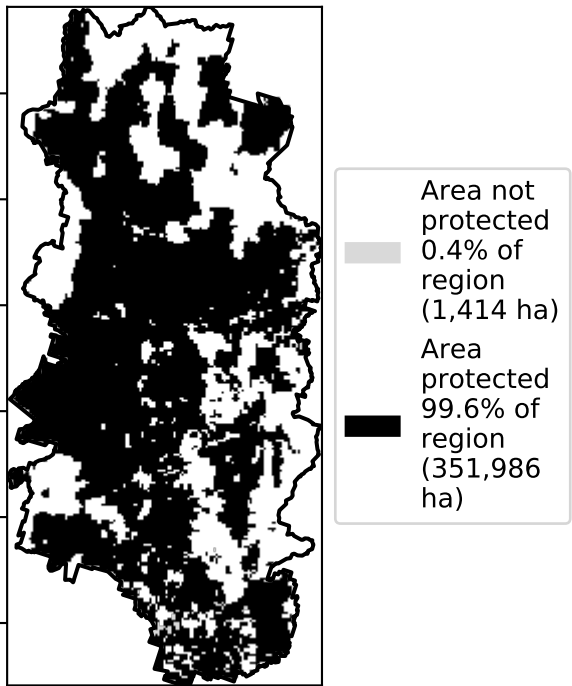 Area not
protected
0.4% of
region
(1,414 ha)
Area
protected
99.6% of
region
(351,986
ha)